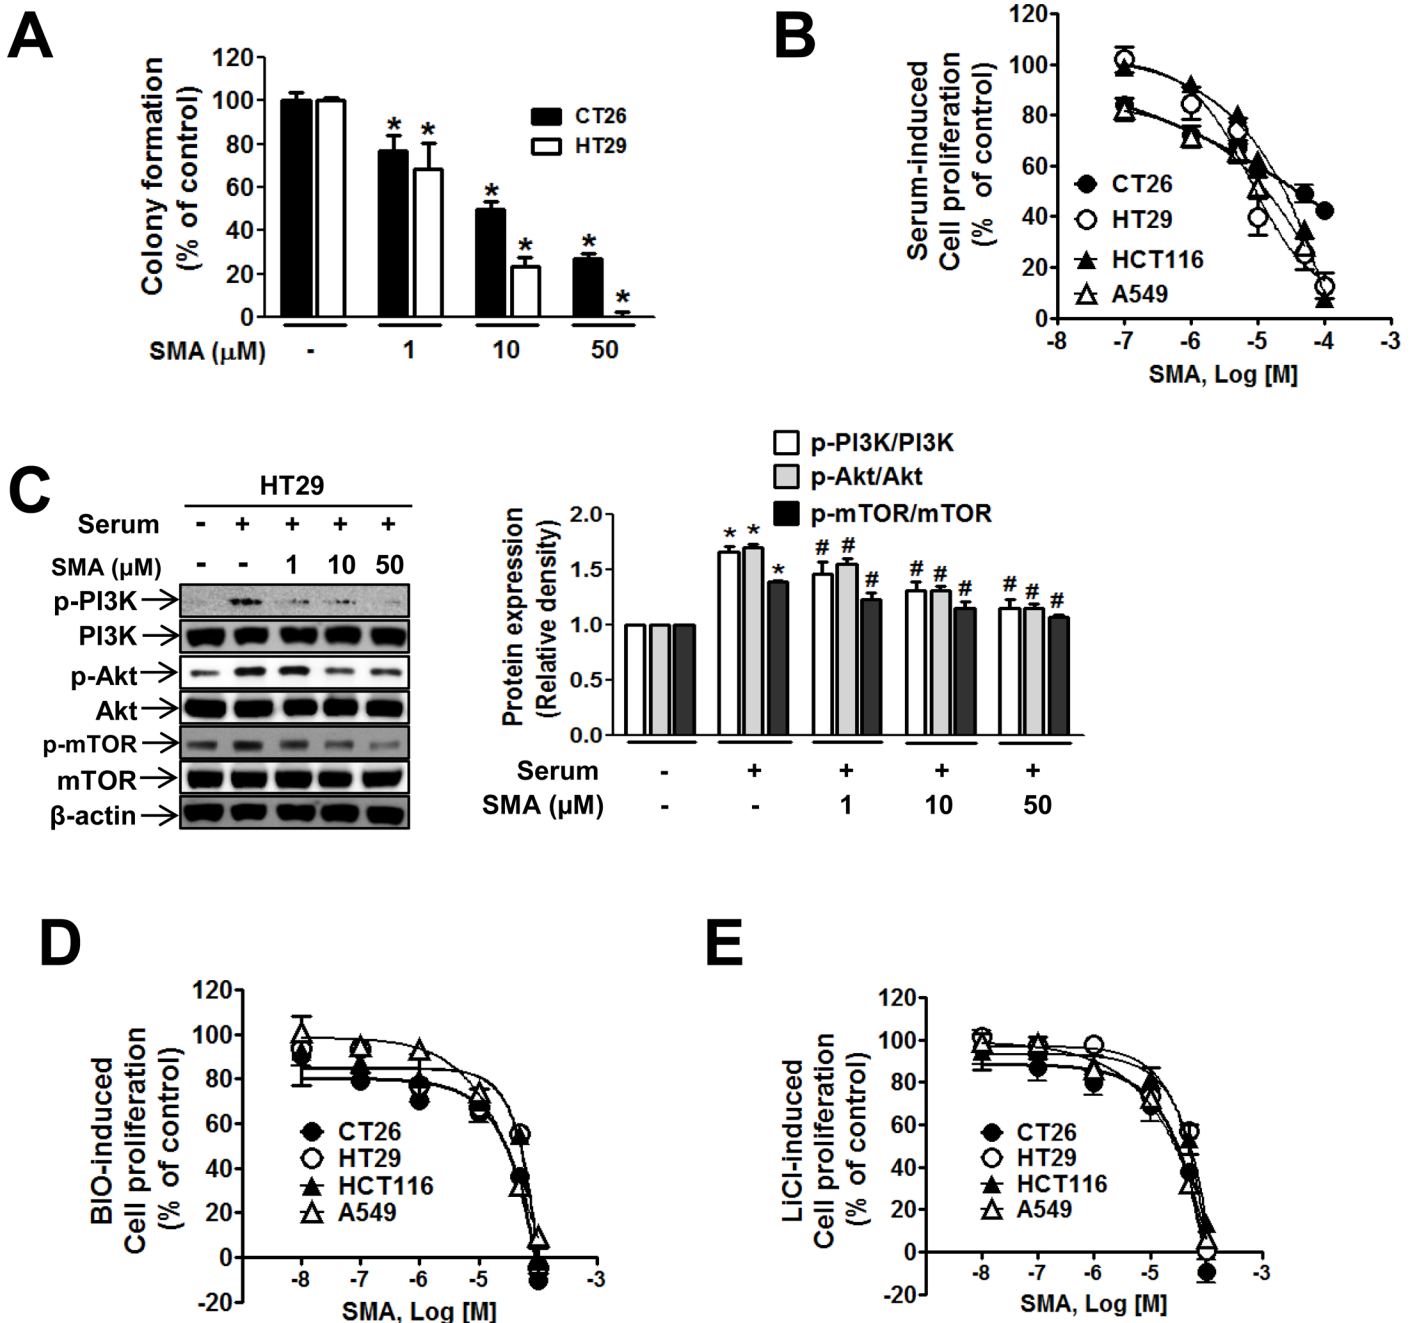 A
Colony formation
(% of control)
120
100
80
60
40
20
0
CT26
HT29
* * * * * *
SMA (μM) - 1 10 50
B
Serum-induced
Cell proliferation
(% of control)
120
100
80
60
40
20
0
CT26
HT29
HCT116
A549
-8 -7 -6 -5 -4 -3
SMA, Log [M]
C
HT29
Serum - + + + +
SMA (μM) - - 1 10 50
p-PI3K
PI3K
p-Akt
Akt
p-mTOR
mTOR
β-actin
p-PI3K/PI3K
p-Akt/Akt
p-mTOR/mTOR
Protein expression
(Relative density)
2.0
1.5
1.0
0.5
0.0
* * * # # # # # # # # #
Serum - + + + +
SMA (μM) - - 1 10 50
D
BIO-induced
Cell proliferation
(% of control)
120
100
80
60
40
20
0
-20
CT26
HT29
HCT116
A549
-8 -7 -6 -5 -3
SMA, Log [M]
E
LiCl-induced
Cell proliferation
(% of control)
120
100
80
60
40
20
0
-20
CT26
HT29
HCT116
A549
-8 -7 -6 -5 -3
SMA, Log [M]